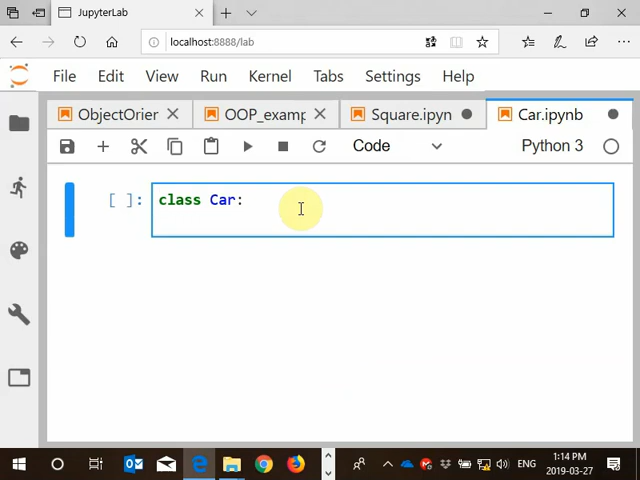 JupyterLab
localhost:8888/lab
File Edit View Run Kernel Tabs Settings Help
ObjectOrier OOP_examp Square.ipyn Car.ipynb
Code Python 3
[ ]: class Car:
ENG 1:14 PM
2019-03-27